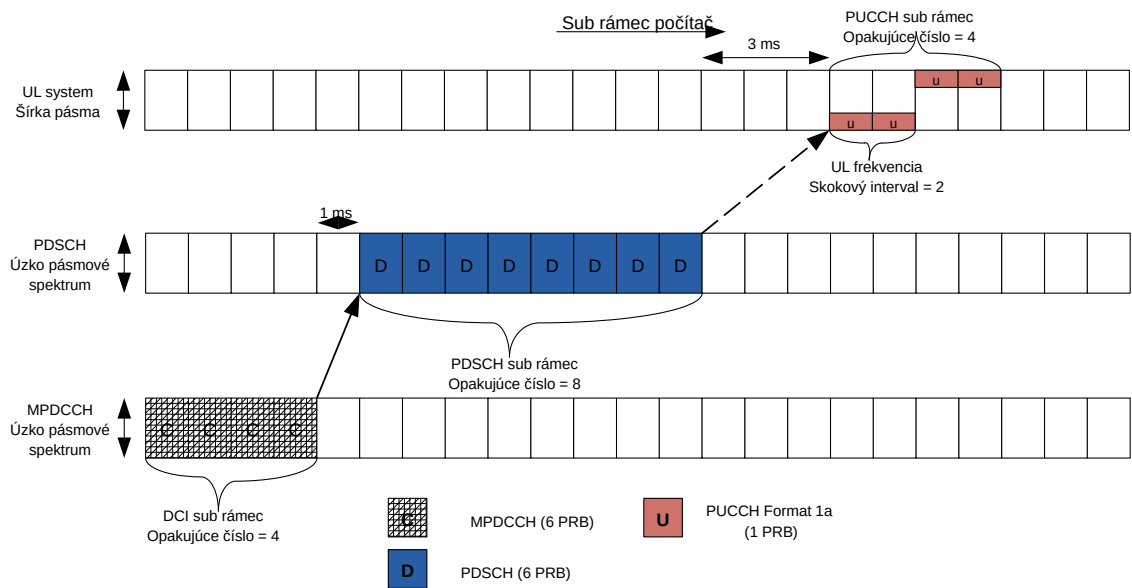 Sub rámec počítač
PUCCH sub rámec
Opakujúce číslo = 4
3 ms
UL system
Šírka pásma
u u
u u
UL frekvencia
Skokový interval = 2
1 ms
PDSCH
Úzko pásmové
spektrum
D D D D D D D D
PDSCH sub rámec
Opakujúce číslo = 8
MPDCCH
Úzko pásmové
spektrum
C C C C
DCI sub rámec
Opakujúce číslo = 4
C MPDCCH (6 PRB)
U PUCCH Format 1a
(1 PRB)
D PDSCH (6 PRB)